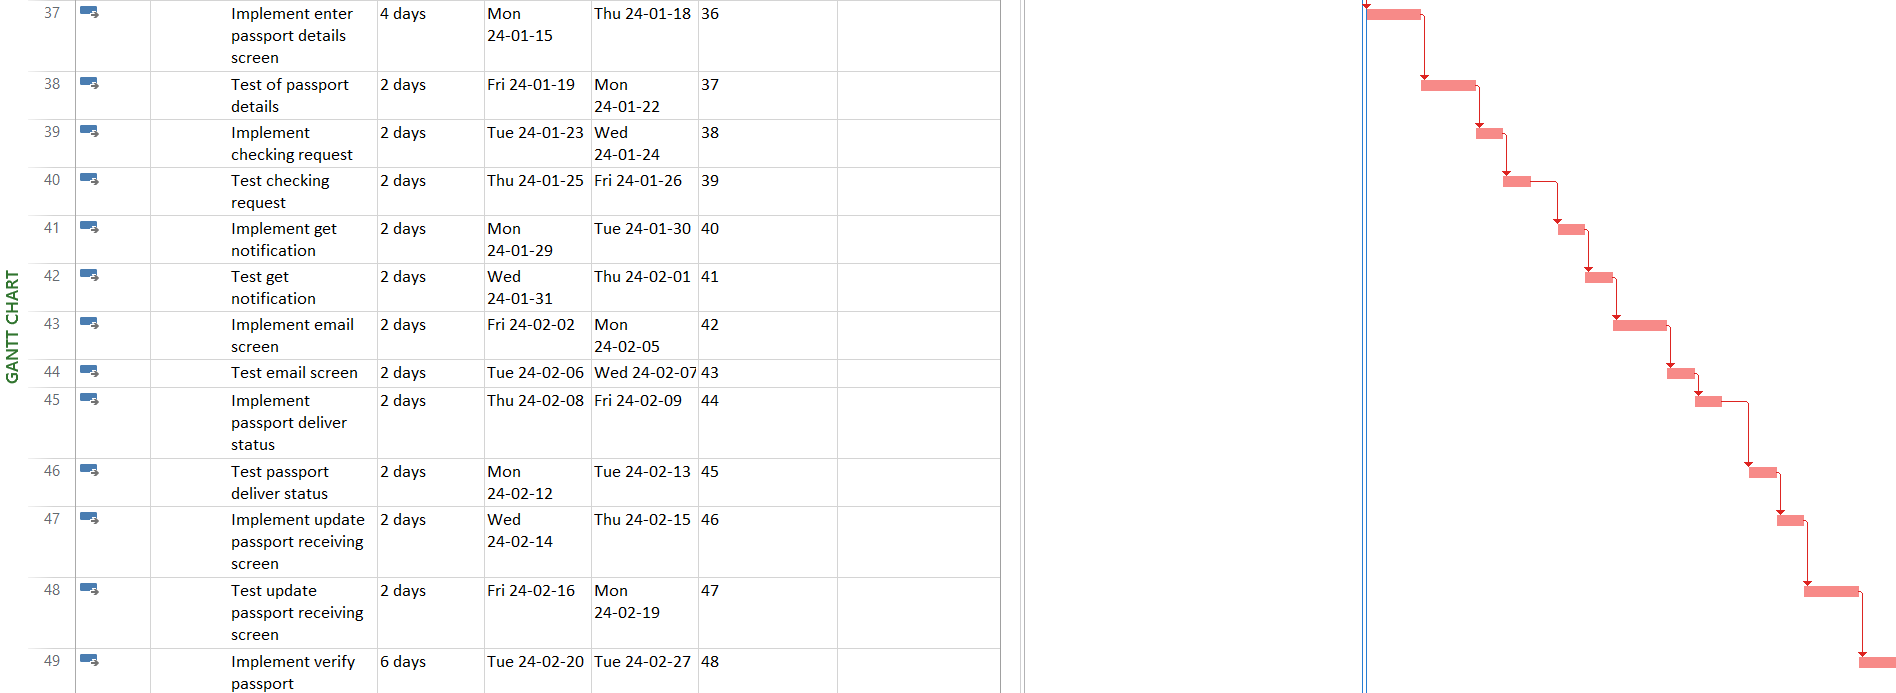 GANTT CHART
37 Implement enter 4 days Mon Thu 24-01-18 36
passport details 24-01-15
screen
38 Test of passport 2 days Fri 24-01-19 Mon 37
details 24-01-22
39 Implement 2 days Tue 24-01-23 Wed 38
checking request 24-01-24
40 Test checking 2 days Thu 24-01-25 Fri 24-01-26 39
request
41 Implement get 2 days Mon Tue 24-01-30 40
notification 24-01-29
42 Test get 2 days Wed Thu 24-02-01 41
notification 24-01-31
43 Implement email 2 days Fri 24-02-02 Mon 42
screen 24-02-05
44 Test email screen 2 days Tue 24-02-06 Wed 24-02-07 43
45 Implement 2 days Thu 24-02-08 Fri 24-02-09 44
passport deliver
status
46 Test passport 2 days Mon Tue 24-02-13 45
deliver status 24-02-12
47 Implement update 2 days Wed Thu 24-02-15 46
passport receiving 24-02-14
screen
48 Test update 2 days Fri 24-02-16 Mon 47
passport receiving 24-02-19
screen
49 Implement verify 6 days Tue 24-02-20 Tue 24-02-27 48
passport